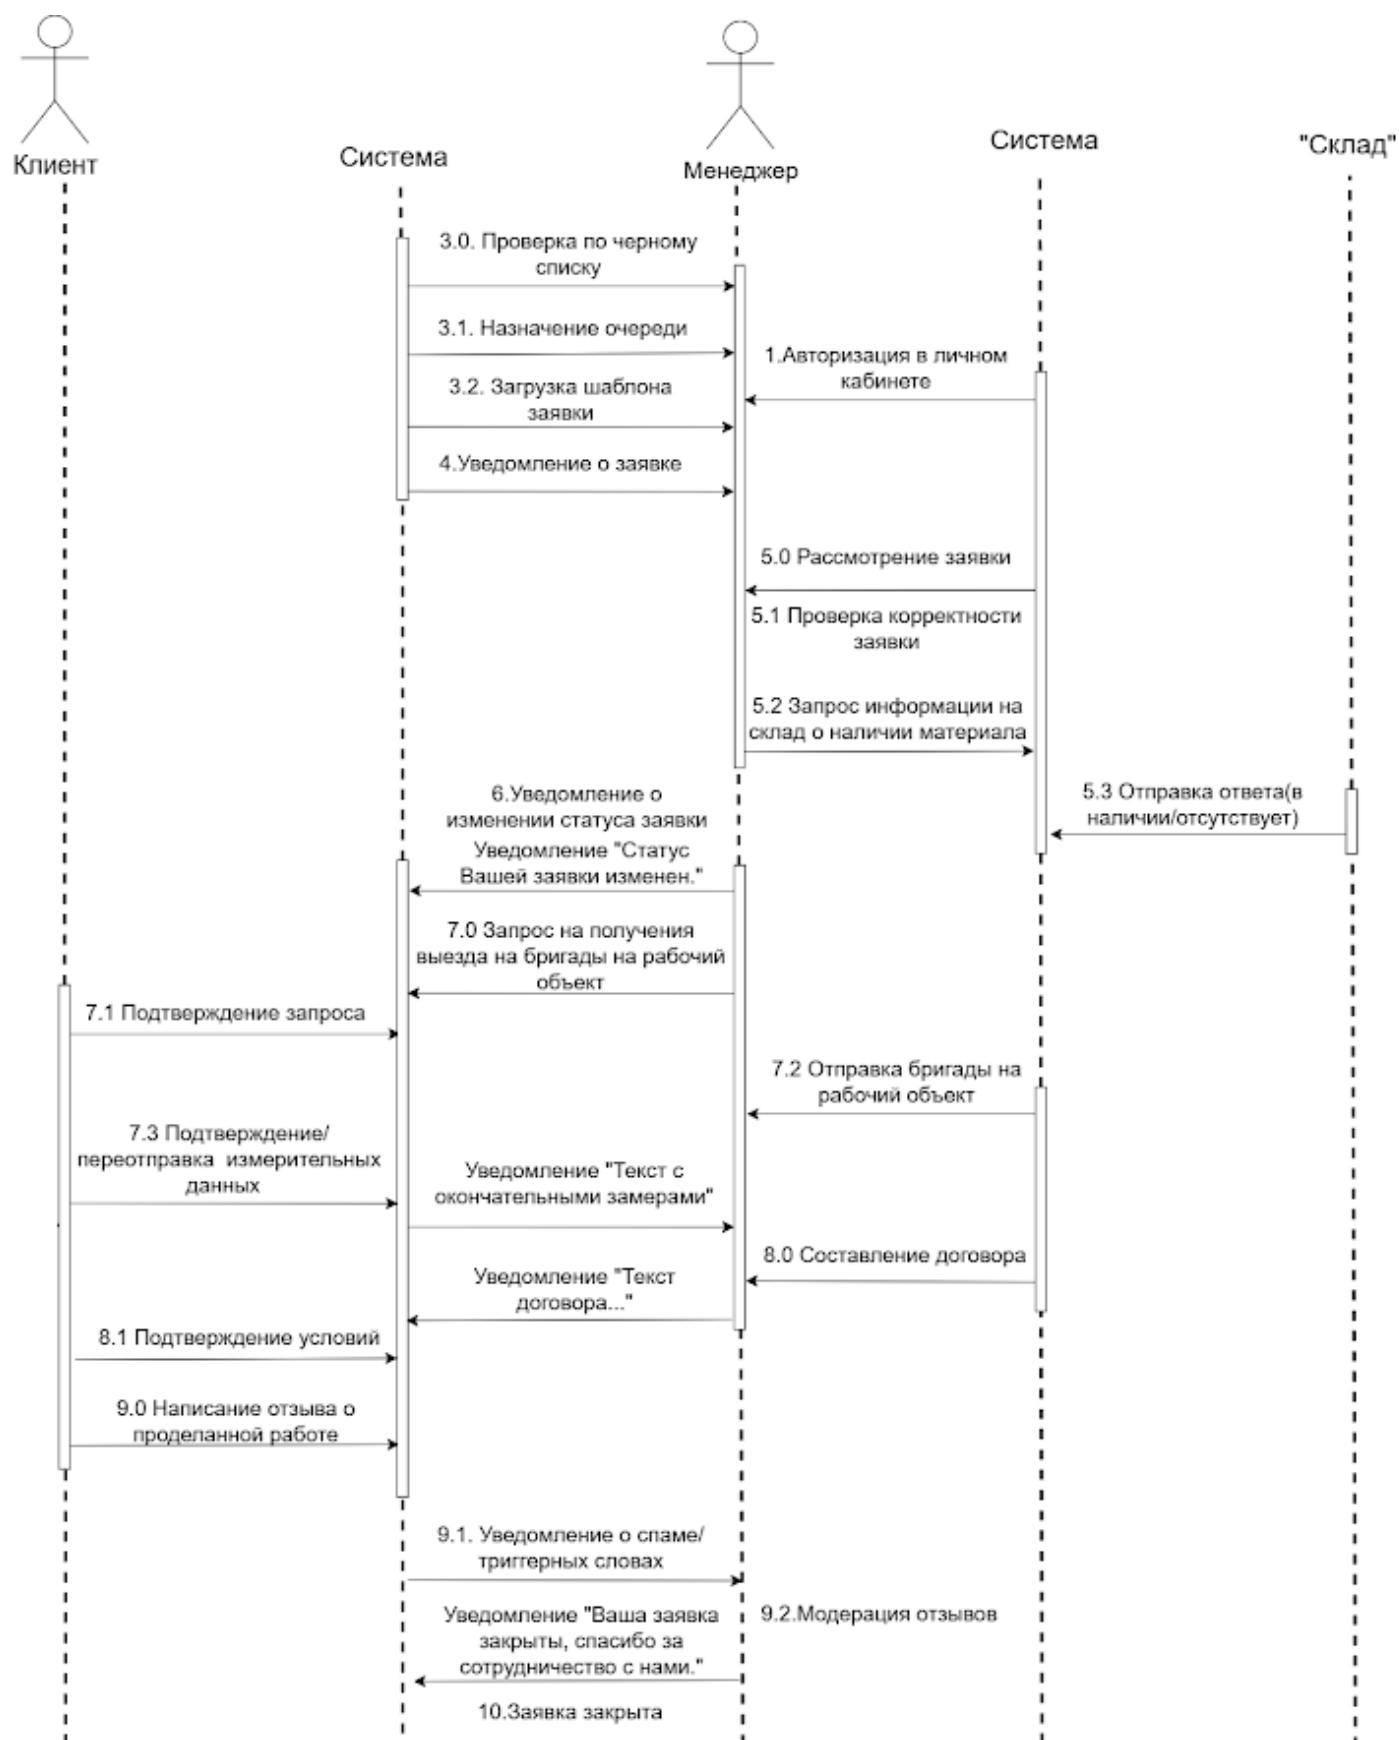 Клиент
Система
Менеджер
Система
"Склад"
3.0. Проверка по черному
списку
3.1. Назначение очереди
1.Авторизация в личном
кабинете
3.2. Загрузка шаблона
заявки
4.Уведомление о заявке
5.0 Рассмотрение заявки
5.1 Проверка корректности
заявки
5.2 Запрос информации на
склад о наличии материала
5.3 Отправка ответа(в
наличии/отсутствует)
6.Уведомление о
изменении статуса заявки
Уведомление "Статус
Вашей заявки изменен."
7.0 Запрос на получения
выезда на бригады на рабочий
объект
7.1 Подтверждение запроса
7.2 Отправка бригады на
рабочий объект
7.3 Подтверждение/
переотправка измерительных
данных
Уведомление "Текст с
окончательными замерами"
8.0 Составление договора
Уведомление "Текст
договора..."
8.1 Подтверждение условий
9.0 Написание отзыва о
проделанной работе
9.1. Уведомление о спаме/
триггерных словах
Уведомление "Ваша заявка
закрыты, спасибо за
сотрудничество с нами."
9.2.Модерация отзывов
10.Заявка закрыта